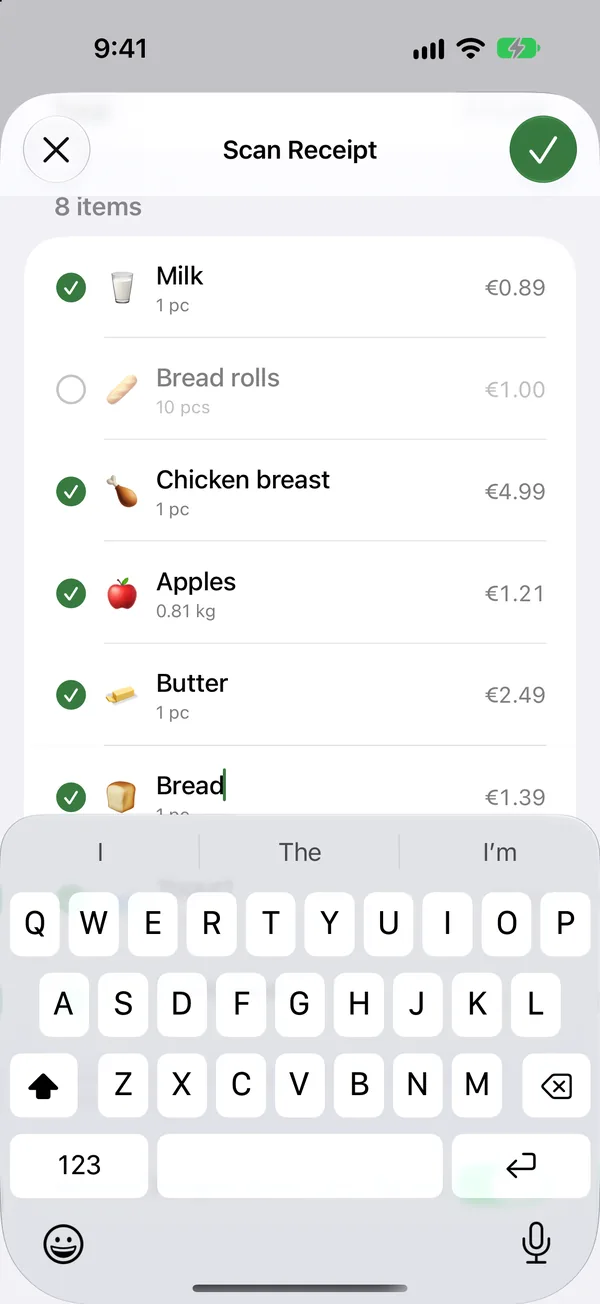 9:41
Scan Receipt
8 items
Milk
1 pc
€0.89
Bread rolls
10 pcs
€1.00
Chicken breast
1 pc
€4.99
Apples
0.81 kg
€1.21
Butter
1 pc
€2.49
Bread
1 pc
€1.39
I The I’m
Q W E R T Y U I O P
A S D F G H J K L
Z X C V B N M
123